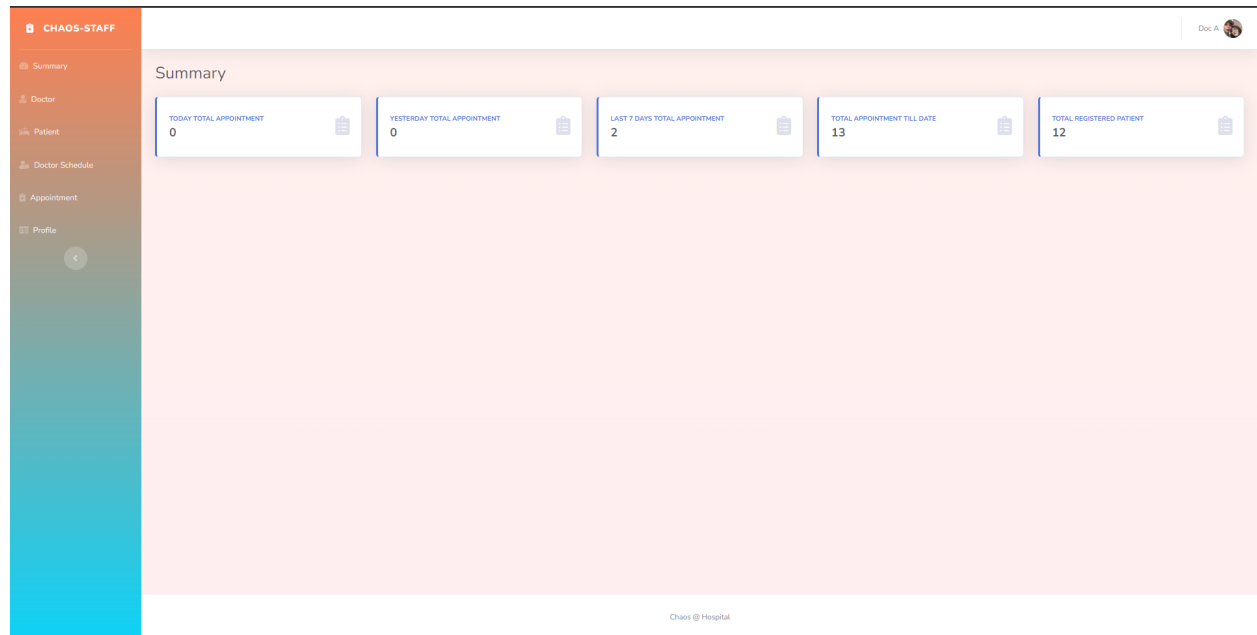 CHAOS-STAFF
Doc A
Summary
Doctor
Patient
Doctor Schedule
Appointment
Profile
Summary
TODAY TOTAL APPOINTMENT
0
YESTERDAY TOTAL APPOINTMENT
0
LAST 7 DAYS TOTAL APPOINTMENT
2
TOTAL APPOINTMENT TILL DATE
13
TOTAL REGISTERED PATIENT
12
Chaos @ Hospital